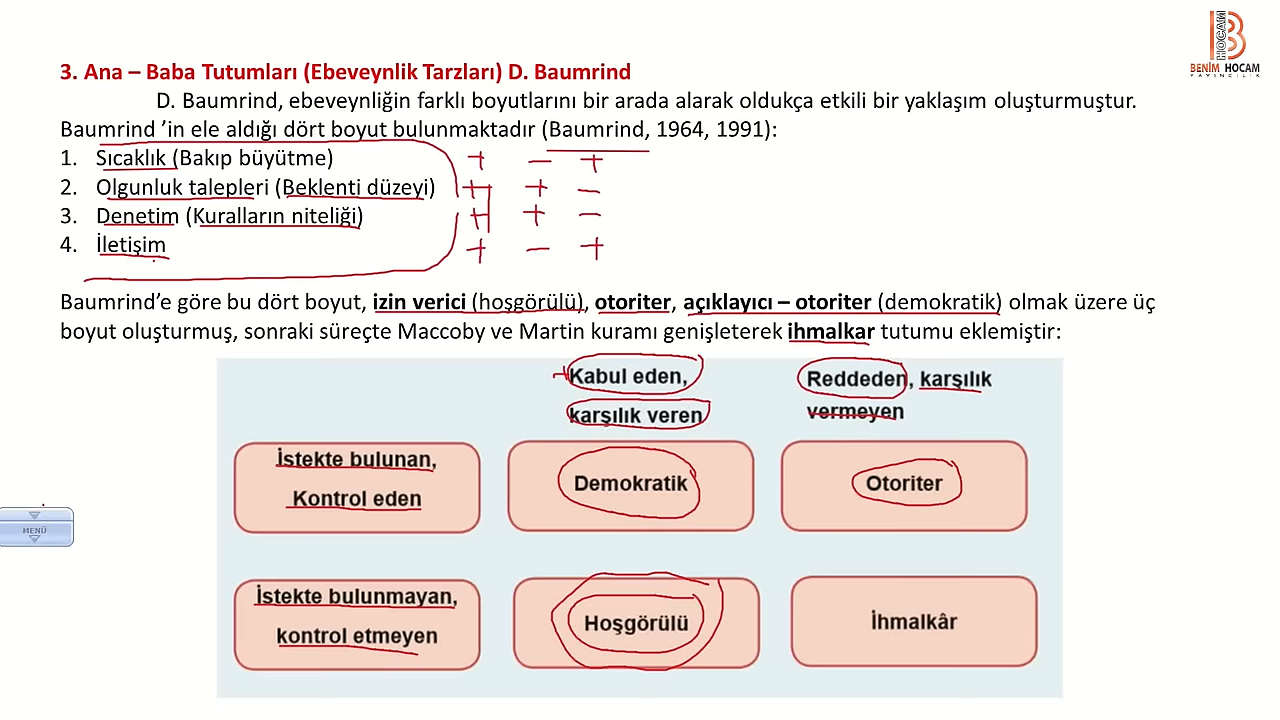 B
HOCAM
BENİM HOCAM
YAYINCILIK
3. Ana – Baba Tutumları (Ebeveynlik Tarzları) D. Baumrind
D. Baumrind, ebeveynliğin farklı boyutlarını bir arada alarak oldukça etkili bir yaklaşım oluşturmuştur.
Baumrind ’in ele aldığı dört boyut bulunmaktadır (Baumrind, 1964, 1991):
1. Sıcaklık (Bakıp büyütme) + – +
2. Olgunluk talepleri (Beklenti düzeyi) + + –
3. Denetim (Kuralların niteliği) + + –
4. İletişim + – +
Baumrind’e göre bu dört boyut, izin verici (hoşgörülü), otoriter, açıklayıcı – otoriter (demokratik) olmak üzere üç
boyut oluşturmuş, sonraki süreçte Maccoby ve Martin kuramı genişleterek ihmalkar tutumu eklemiştir:
Kabul eden,
karşılık veren
Reddeden, karşılık
vermeyen
İstekte bulunan,
Kontrol eden
Demokratik
Otoriter
İstekte bulunmayan,
kontrol etmeyen
Hoşgörülü
İhmalkâr
MENÜ